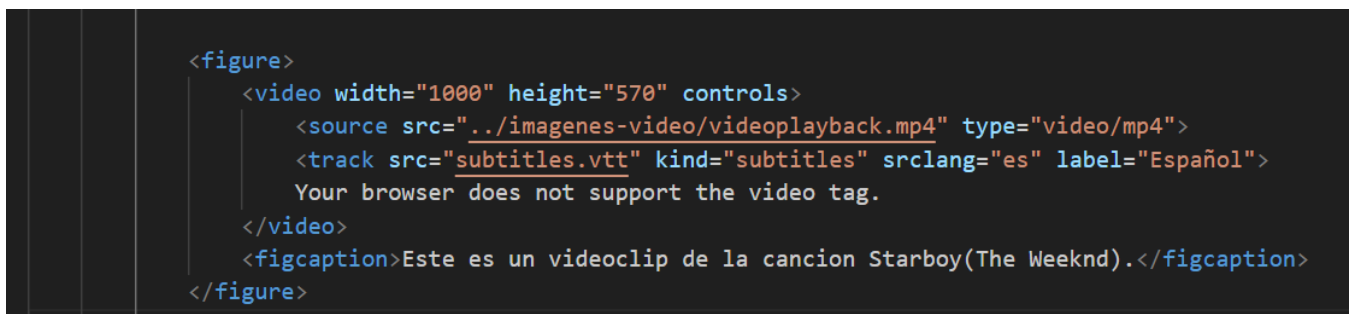 <figure>
<video width="1000" height="570" controls>
<source src="../imagenes-video/videoplayback.mp4" type="video/mp4">
<track src="subtitles.vtt" kind="subtitles" srclang="es" label="Español">
Your browser does not support the video tag.
</video>
<figcaption>Este es un videoclip de la cancion Starboy(The Weeknd).</figcaption>
</figure>